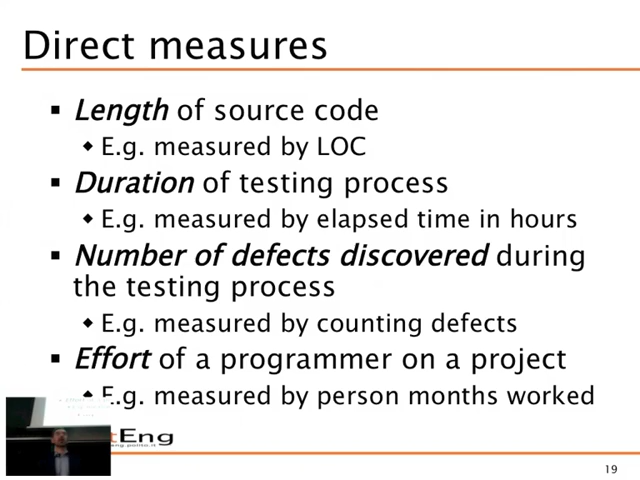 Direct measures
▪ Length of source code
◆ E.g. measured by LOC
▪ Duration of testing process
◆ E.g. measured by elapsed time in hours
▪ Number of defects discovered during
the testing process
◆ E.g. measured by counting defects
▪ Effort of a programmer on a project
◆ E.g. measured by person months worked
tEng
19